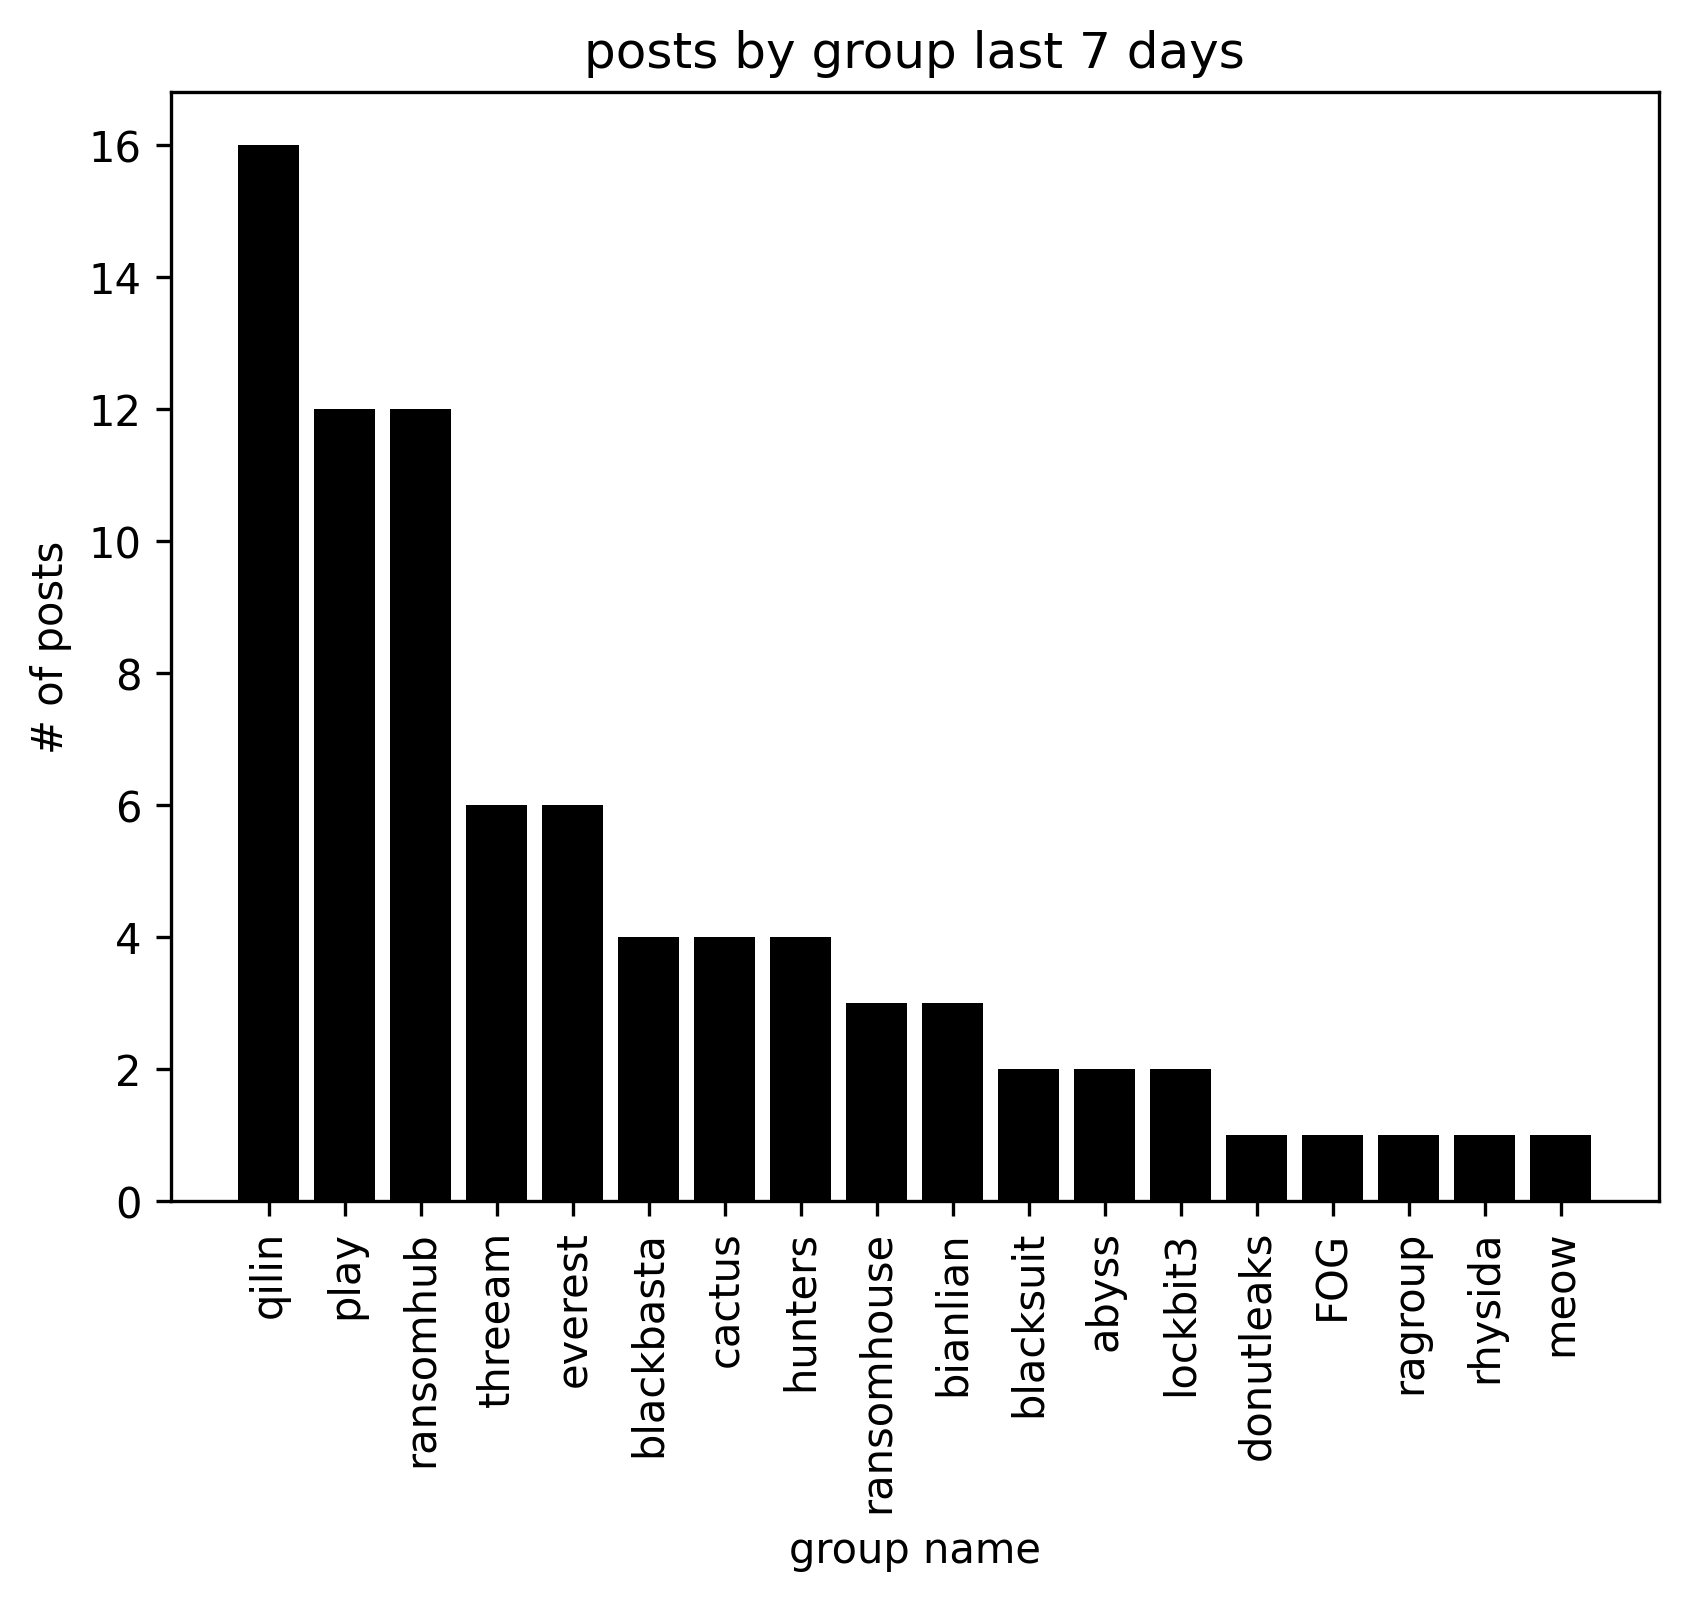 posts by group last 7 days
16
14
12
10
8
6
4
2
0
# of posts
qilin
play
ransomhub
threeam
everest
blackbasta
cactus
hunters
ransomhouse
bianlian
blacksuit
abyss
lockbit3
donutleaks
FOG
ragroup
rhysida
meow
group name